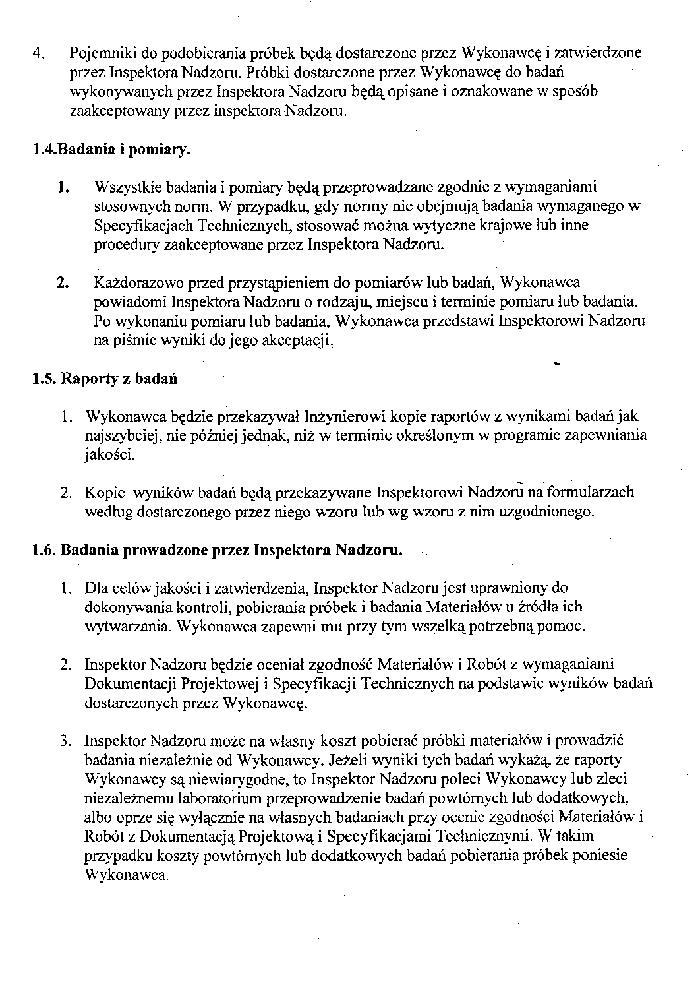 4. Pojemniki do podobierania próbek będą dostarczone przez Wykonawcę i zatwierdzone
przez Inspektora Nadzoru. Próbki dostarczone przez Wykonawcę do badań
wykonywanych przez Inspektora Nadzoru będą opisane i oznakowane w sposób
zaakceptowany przez inspektora Nadzoru.
1.4.Badania i pomiary.
1. Wszystkie badania i pomiary będą przeprowadzane zgodnie z wymaganiami
stosownych norm. W przypadku, gdy normy nie obejmują badania wymaganego w
Specyfikacjach Technicznych, stosować można wytyczne krajowe lub inne
procedury zaakceptowane przez Inspektora Nadzoru.
2. Każdorazowo przed przystąpieniem do pomiarów lub badań, Wykonawca
powiadomi Inspektora Nadzoru o rodzaju, miejscu i terminie pomiaru lub badania.
Po wykonaniu pomiaru lub badania, Wykonawca przedstawi Inspektorowi Nadzoru
na piśmie wyniki do jego akceptacji.
1.5. Raporty z badań
1. Wykonawca będzie przekazywał Inżynierowi kopie raportów z wynikami badań jak
najszybciej, nie później jednak, niż w terminie określonym w programie zapewniania
jakości.
2. Kopie wyników badań będą przekazywane Inspektorowi Nadzoru na formularzach
według dostarczonego przez niego wzoru lub wg wzoru z nim uzgodnionego.
1.6. Badania prowadzone przez Inspektora Nadzoru.
1. Dla celów jakości i zatwierdzenia, Inspektor Nadzoru jest uprawniony do
dokonywania kontroli, pobierania próbek i badania Materiałów u źródła ich
wytwarzania. Wykonawca zapewni mu przy tym wszelką potrzebną pomoc.
2. Inspektor Nadzoru będzie oceniał zgodność Materiałów i Robót z wymaganiami
Dokumentacji Projektowej i Specyfikacji Technicznych na podstawie wyników badań
dostarczonych przez Wykonawcę.
3. Inspektor Nadzoru może na własny koszt pobierać próbki materiałów i prowadzić
badania niezależnie od Wykonawcy. Jeżeli wyniki tych badań wykażą, że raporty
Wykonawcy są niewiarygodne, to Inspektor Nadzoru poleci Wykonawcy lub zleci
niezależnemu laboratorium przeprowadzenie badań powtórnych lub dodatkowych,
albo oprze się wyłącznie na własnych badaniach przy ocenie zgodności Materiałów i
Robót z Dokumentacją Projektową i Specyfikacjami Technicznymi. W takim
przypadku koszty powtórnych lub dodatkowych badań pobierania próbek poniesie
Wykonawca.